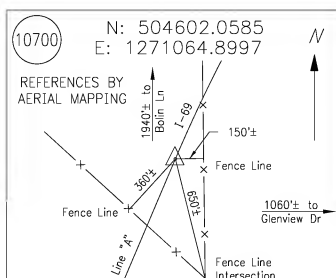 10700
N: 504602.0585
E: 1271064.8997
N
REFERENCES BY
AERIAL MAPPING
1940'± to
Bolin Ln
I-69
150'±
Fence Line
360'±
650'±
Fence Line
1060'± to
Glenview Dr
Line "A"
Fence Line
Intersection